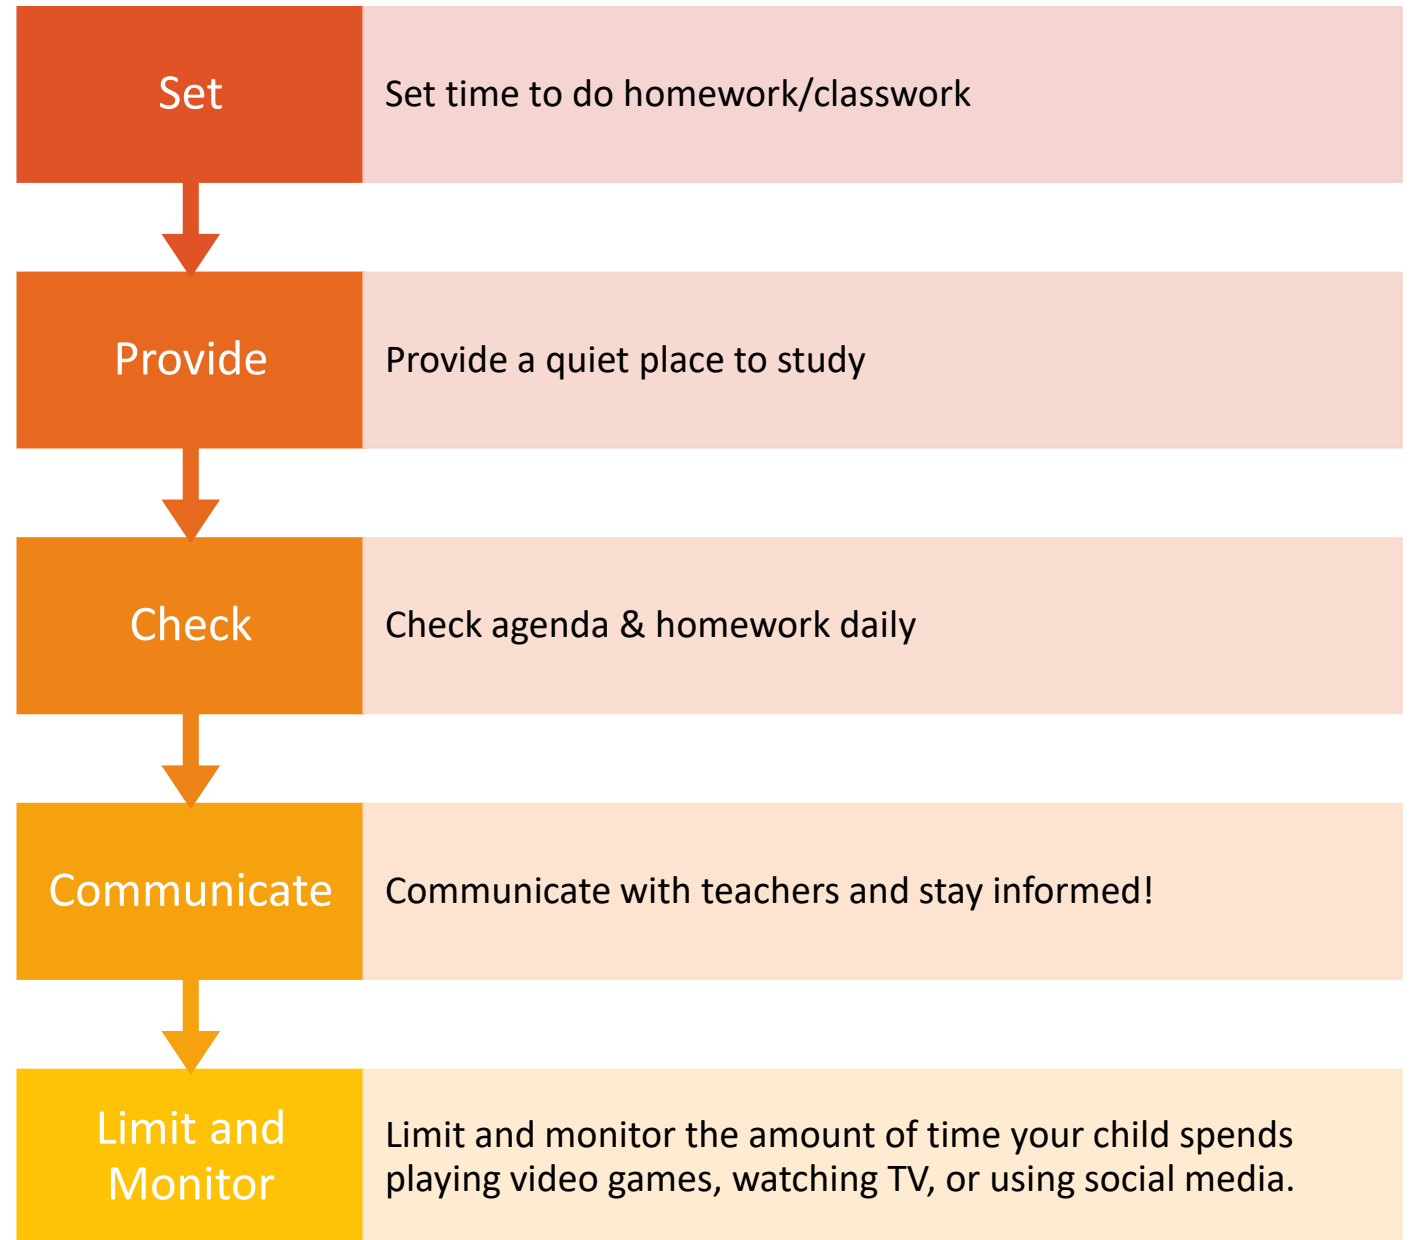 Set
Set time to do homework/classwork
Provide
Provide a quiet place to study
Check
Check agenda & homework daily
Communicate
Communicate with teachers and stay informed!
Limit and
Monitor
Limit and monitor the amount of time your child spends
playing video games, watching TV, or using social media.